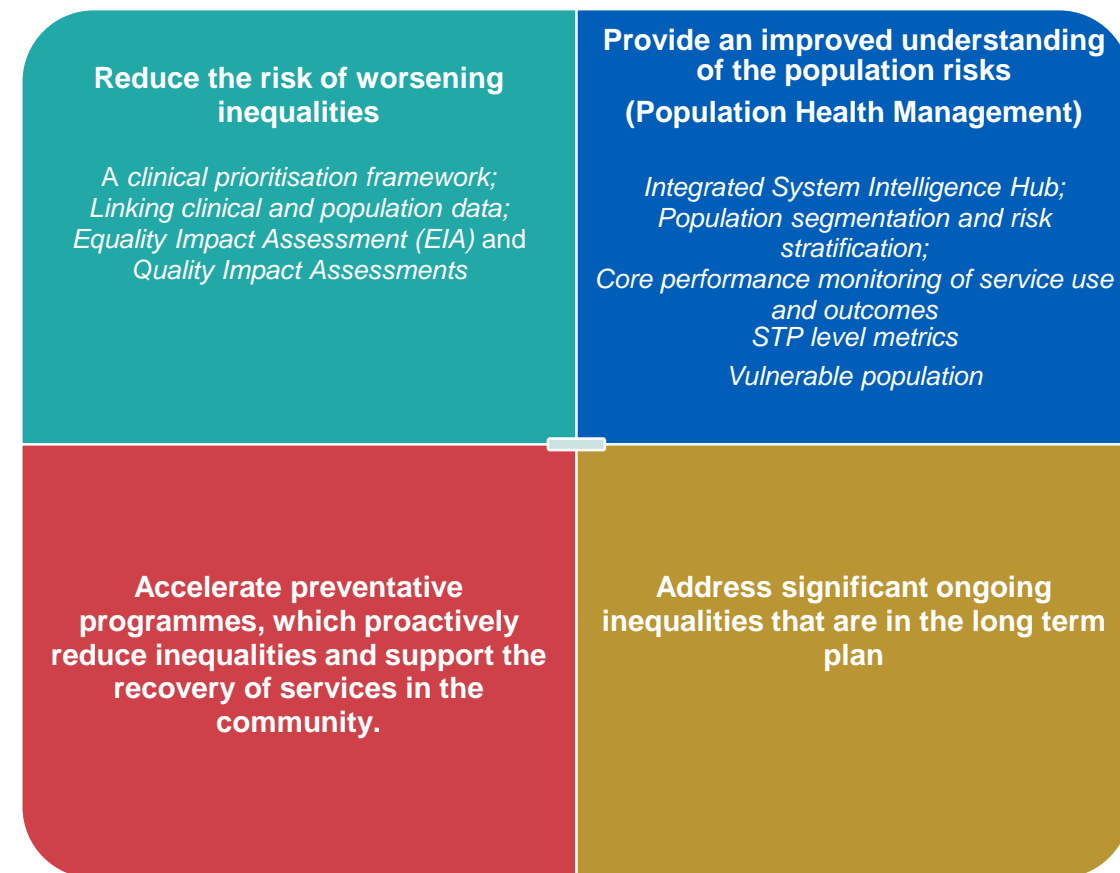 Reduce the risk of worsening
inequalities
A clinical prioritisation framework;
Linking clinical and population data;
Equality Impact Assessment (EIA) and
Quality Impact Assessments
Provide an improved understanding
of the population risks
(Population Health Management)
Integrated System Intelligence Hub;
Population segmentation and risk
stratification;
Core performance monitoring of service use
and outcomes
STP level metrics
Vulnerable population
Accelerate preventative
programmes, which proactively
reduce inequalities and support the
recovery of services in the
community.
Address significant ongoing
inequalities that are in the long term
plan